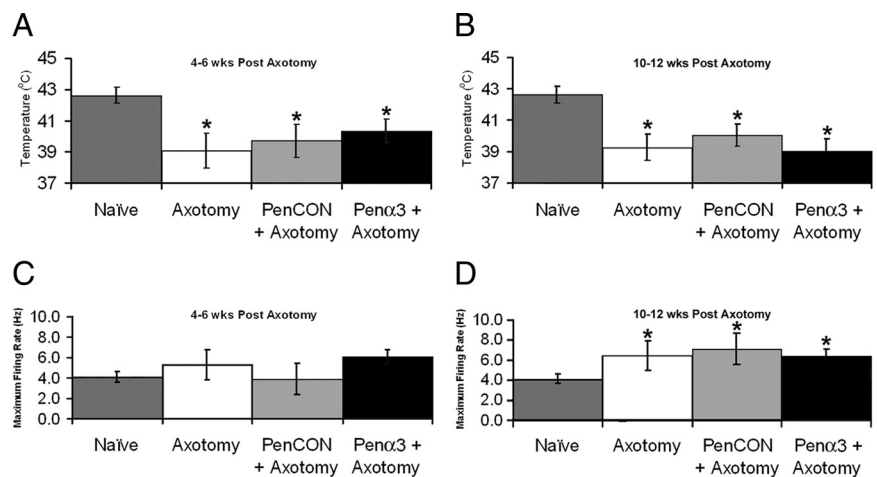 A
4-6 wks Post Axotomy
Temperature (⁰C)
45
43
41
39
37
*
*
*
Naïve
Axotomy
PenCON
+ Axotomy
Penα3 +
Axotomy
B
10-12 wks Post Axotomy
Temperature (⁰C)
45
43
41
39
37
*
*
*
Naïve
Axotomy
PenCON
+ Axotomy
Penα3 +
Axotomy
C
4-6 wks Post Axotomy
Maximum Firing Rate (Hz)
10.0
8.0
6.0
4.0
2.0
0.0
Naïve
Axotomy
PenCON
+ Axotomy
Penα3 +
Axotomy
D
10-12 wks Post Axotomy
Maximum Firing Rate (Hz)
10.0
8.0
6.0
4.0
2.0
0.0
*
*
*
Naïve
Axotomy
PenCON
+ Axotomy
Penα3 +
Axotomy